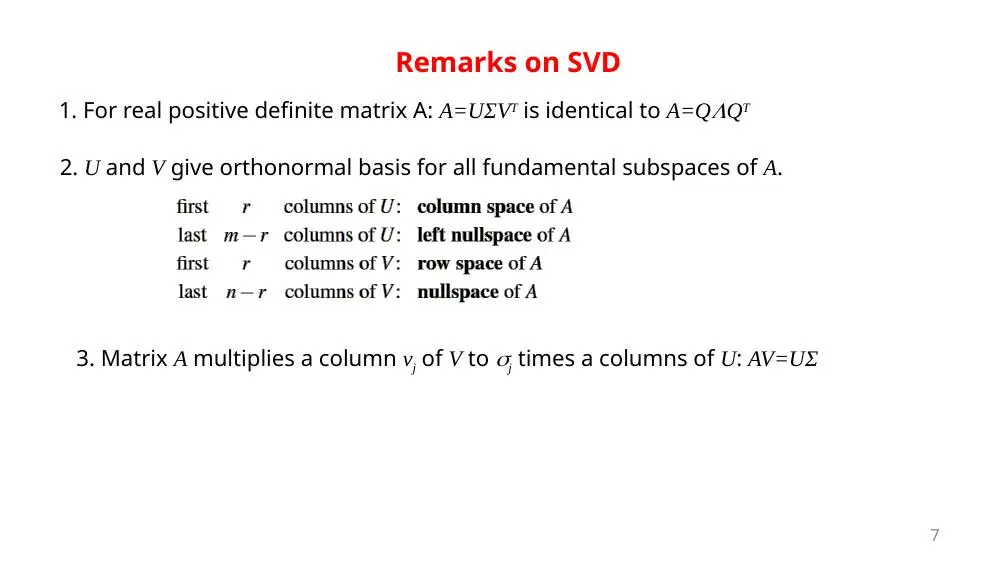 Remarks on SVD
1. For real positive definite matrix A: A=UΣVᵀ is identical to A=QΛQᵀ
2. U and V give orthonormal basis for all fundamental subspaces of A.
first r columns of U: column space of A
last m−r columns of U: left nullspace of A
first r columns of V: row space of A
last n−r columns of V: nullspace of A
3. Matrix A multiplies a column vⱼ of V to σⱼ times a columns of U: AV=UΣ
7